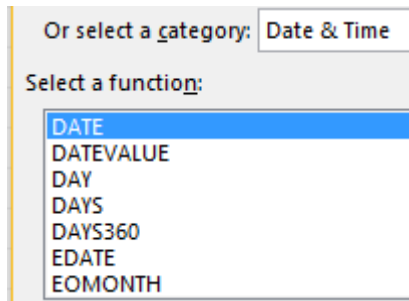 Or select a category: Date & Time
Select a function:
DATE
DATEVALUE
DAY
DAYS
DAYS360
EDATE
EOMONTH